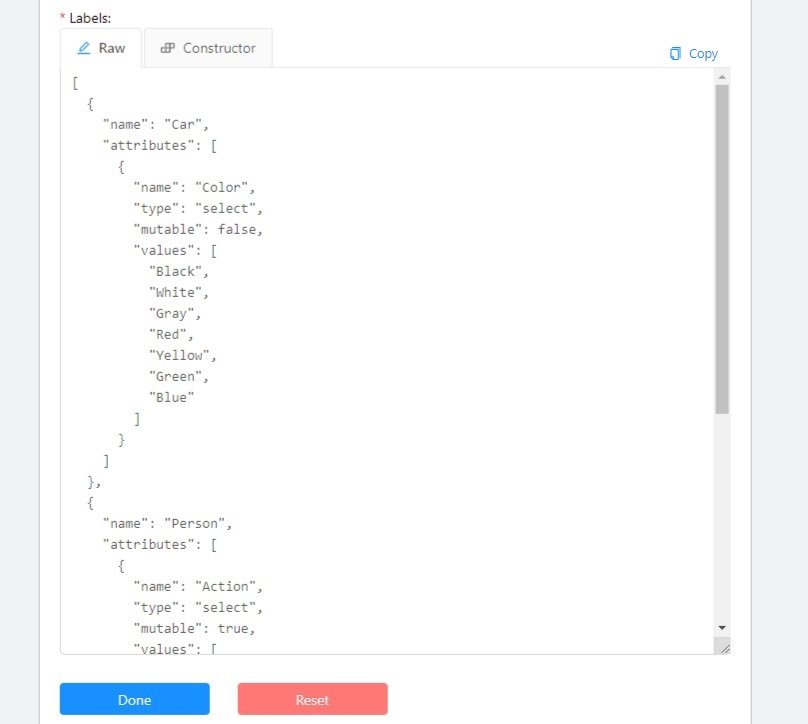 * Labels:
Raw
Constructor
Copy
[
  {
    "name": "Car",
    "attributes": [
      {
        "name": "Color",
        "type": "select",
        "mutable": false,
        "values": [
          "Black",
          "White",
          "Gray",
          "Red",
          "Yellow",
          "Green",
          "Blue"
        ]
      }
    ]
  },
  {
    "name": "Person",
    "attributes": [
      {
        "name": "Action",
        "type": "select",
        "mutable": true,
        "values": [
Done
Reset